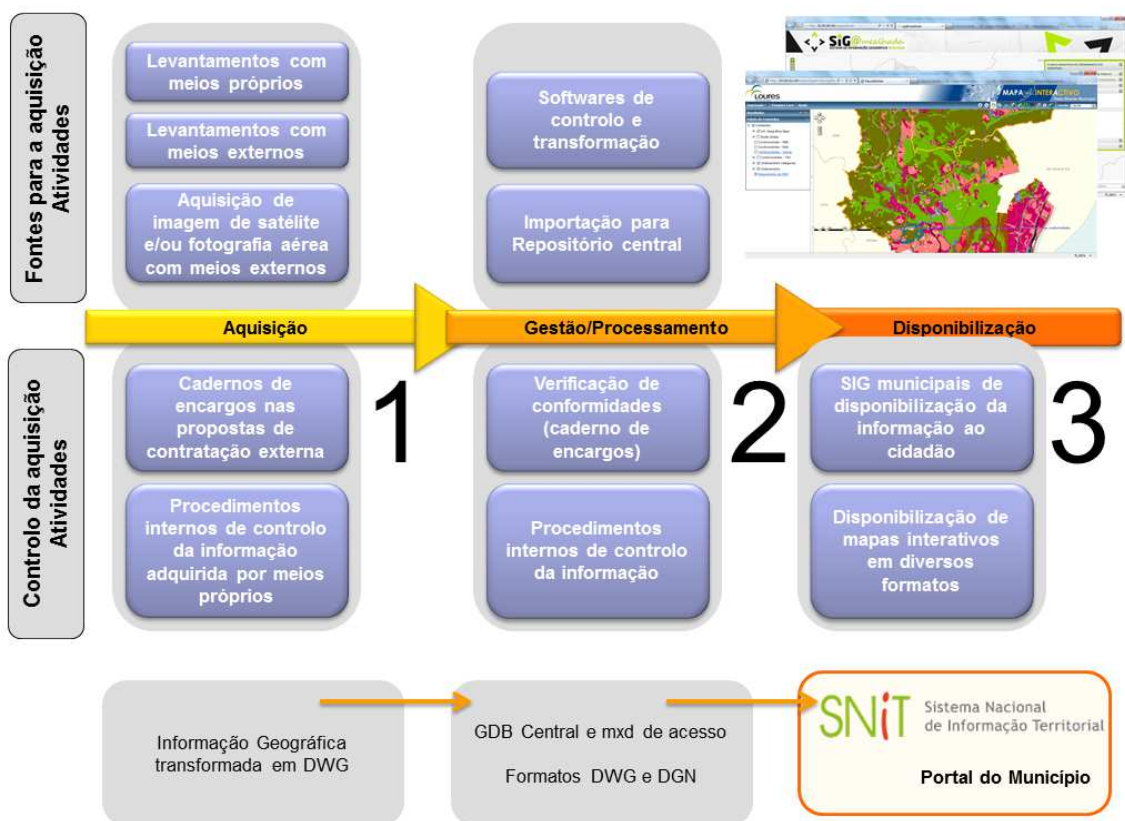 Fontes para a aquisição
Atividades
Levantamentos com
meios próprios
Levantamentos com
meios externos
Aquisição de
imagem de satélite
e/ou fotografia aérea
com meios externos
Softwares de
controlo e
transformação
Importação para
Repositório central
SiG@mealhada
LOURES
MAPA INTERACTIVO
Aquisição
Gestão/Processamento
Disponibilização
Controlo da aquisição
Atividades
Cadernos de
encargos nas
propostas de
contratação externa
1
Procedimentos
internos de controlo
da informação
adquirida por meios
próprios
Verificação de
conformidades
(caderno de
encargos)
2
Procedimentos
internos de controlo
da informação
SIG municipais de
disponibilização da
informação ao
cidadão
3
Disponibilização de
mapas interativos
em diversos
formatos
Informação Geográfica
transformada em DWG
GDB Central e mxd de acesso
Formatos DWG e DGN
SNiT
Sistema Nacional
de Informação Territorial
Portal do Município